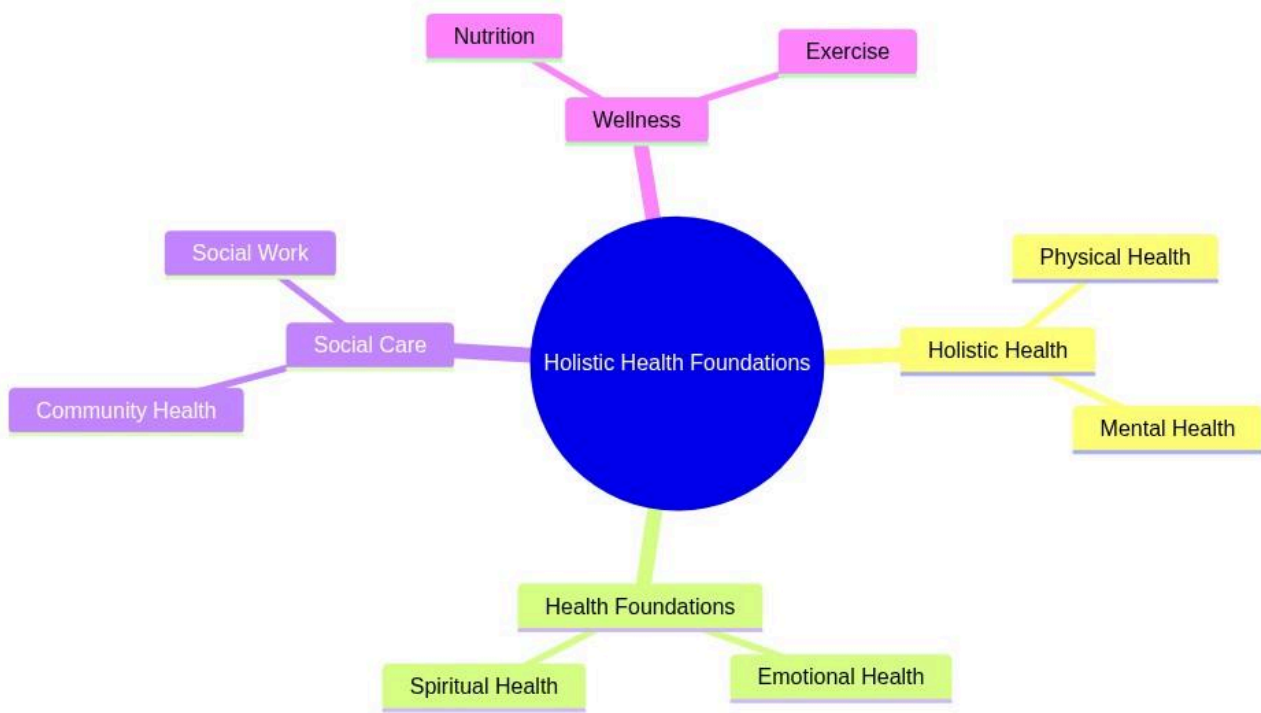 Nutrition
Exercise
Wellness
Social Work
Physical Health
Social Care
Holistic Health Foundations
Holistic Health
Community Health
Mental Health
Health Foundations
Spiritual Health
Emotional Health